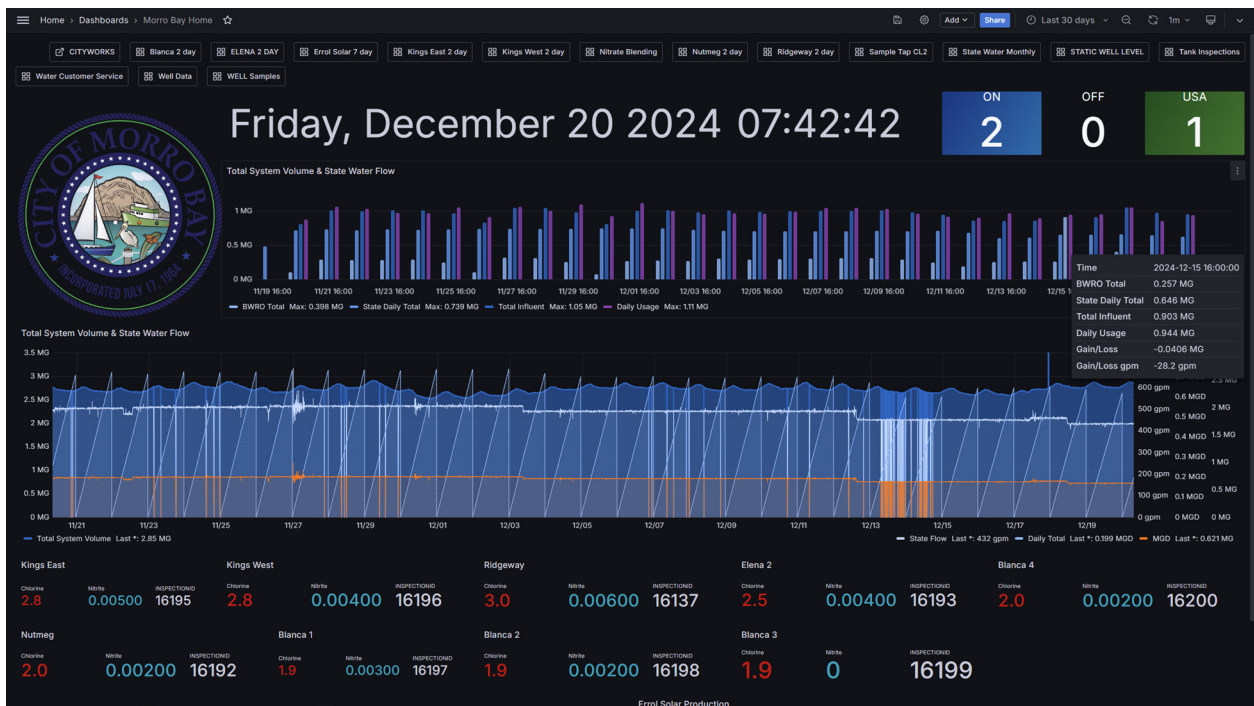 Home › Dashboards › Morro Bay Home
Add
Share
Last 30 days
1m
CITYWORKS
Blanca 2 day
ELENA 2 DAY
Errol Solar 7 day
Kings East 2 day
Kings West 2 day
Nitrate Blending
Nutmeg 2 day
Ridgeway 2 day
Sample Tap CL2
State Water Monthly
STATIC WELL LEVEL
Tank Inspections
Water Customer Service
Well Data
WELL Samples
CITY OF MORRO BAY
INCORPORATED JULY 17, 1964
Friday, December 20 2024 07:42:42
ON
2
OFF
0
USA
1
Total System Volume & State Water Flow
1 MG
0.5 MG
0 MG
11/19 16:00 11/21 16:00 11/23 16:00 11/25 16:00 11/27 16:00 11/29 16:00 12/01 16:00 12/03 16:00 12/05 16:00 12/07 16:00 12/09 16:00 12/11 16:00 12/13 16:00 12/15
BWRO Total Max: 0.398 MG State Daily Total Max: 0.739 MG Total Influent Max: 1.05 MG Daily Usage Max: 1.11 MG
Time 2024-12-15 16:00:00
BWRO Total 0.257 MG
State Daily Total 0.646 MG
Total Influent 0.903 MG
Daily Usage 0.944 MG
Gain/Loss -0.0406 MG
Gain/Loss gpm -28.2 gpm
Total System Volume & State Water Flow
3.5 MG
3 MG
2.5 MG
2 MG
1.5 MG
1 MG
0.5 MG
0 MG
600 gpm
500 gpm
400 gpm
300 gpm
200 gpm
100 gpm
0 gpm
0.6 MGD
0.5 MGD
0.4 MGD
0.3 MGD
0.2 MGD
0.1 MGD
0 MGD
2.5 MG
2 MG
1.5 MG
1 MG
0.5 MG
0 MG
11/21 11/23 11/25 11/27 11/29 12/01 12/03 12/05 12/07 12/09 12/11 12/13 12/15 12/17 12/19
Total System Volume Last *: 2.85 MG
State Flow Last *: 432 gpm Daily Total Last *: 0.199 MGD MGD Last *: 0.621 MG
Kings East
Chlorine Nitrite INSPECTIONID
2.8 0.00500 16195
Kings West
Chlorine Nitrite INSPECTIONID
2.8 0.00400 16196
Ridgeway
Chlorine Nitrite INSPECTIONID
3.0 0.00600 16137
Elena 2
Chlorine Nitrite INSPECTIONID
2.5 0.00400 16193
Blanca 4
Chlorine Nitrite INSPECTIONID
2.0 0.00200 16200
Nutmeg
Chlorine Nitrite INSPECTIONID
2.0 0.00200 16192
Blanca 1
Chlorine Nitrite INSPECTIONID
1.9 0.00300 16197
Blanca 2
Chlorine Nitrite INSPECTIONID
1.9 0.00200 16198
Blanca 3
Chlorine Nitrite INSPECTIONID
1.9 0 16199
Errol Solar Production